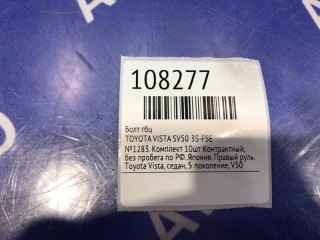 108277
Болт гбц
TOYOTA VISTA SV50 3S-FSE
№1283. Комплект 10шт Контрактный,
без пробега по РФ. Япония. Правый руль.
Toyota Vista, седан, 5 поколение, V50